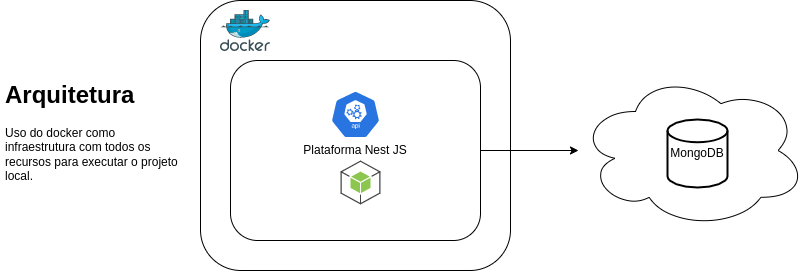 docker
Arquitetura
Uso do docker como
infraestrutura com todos os
recursos para executar o projeto
local.
api
Plataforma Nest JS
MongoDB